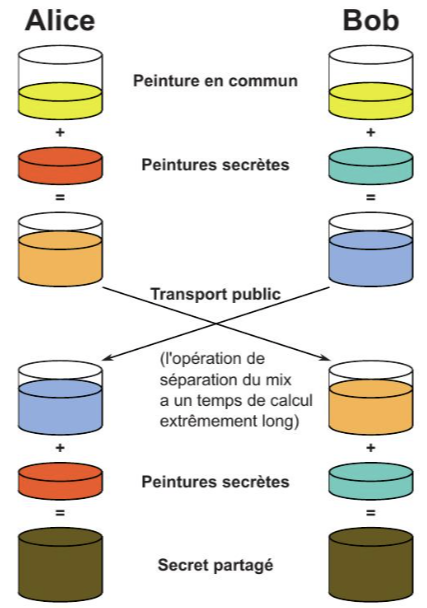 Alice Bob
Peinture en commun
+ +
Peintures secrètes
= =
Transport public
(l'opération de
séparation du mix
a un temps de calcul
extrêmement long)
+ +
Peintures secrètes
= =
Secret partagé